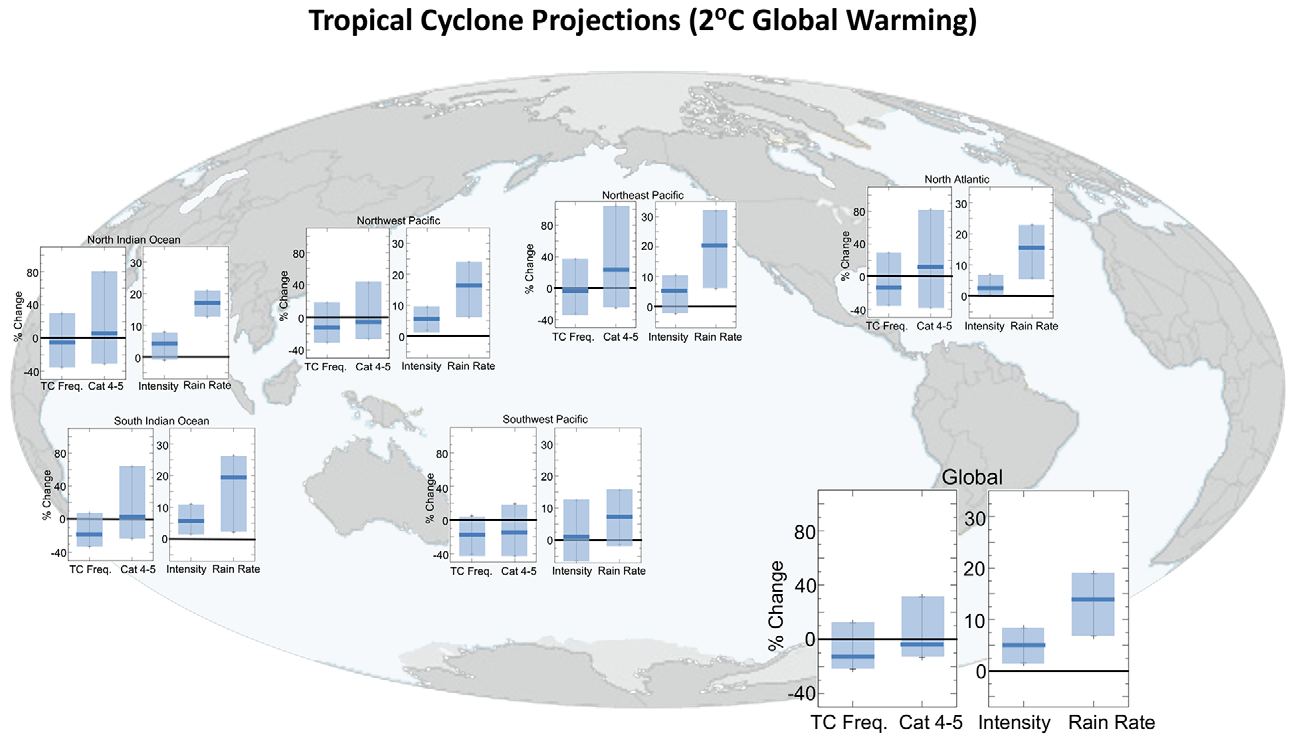 Tropical Cyclone Projections (2⁰C Global Warming)
North Indian Ocean
% Change
80
40
0
-40
30
20
10
0
TC Freq. Cat 4-5 Intensity Rain Rate
Northwest Pacific
% Change
80
40
0
-40
30
20
10
0
TC Freq. Cat 4-5 Intensity Rain Rate
Northeast Pacific
% Change
80
40
0
-40
30
20
10
0
TC Freq. Cat 4-5 Intensity Rain Rate
North Atlantic
% Change
80
40
0
-40
30
20
10
0
TC Freq. Cat 4-5 Intensity Rain Rate
South Indian Ocean
% Change
80
40
0
-40
30
20
10
0
TC Freq. Cat 4-5 Intensity Rain Rate
Southwest Pacific
% Change
80
40
0
-40
30
20
10
0
TC Freq. Cat 4-5 Intensity Rain Rate
Global
% Change
80
40
0
-40
30
20
10
0
TC Freq. Cat 4-5 Intensity Rain Rate